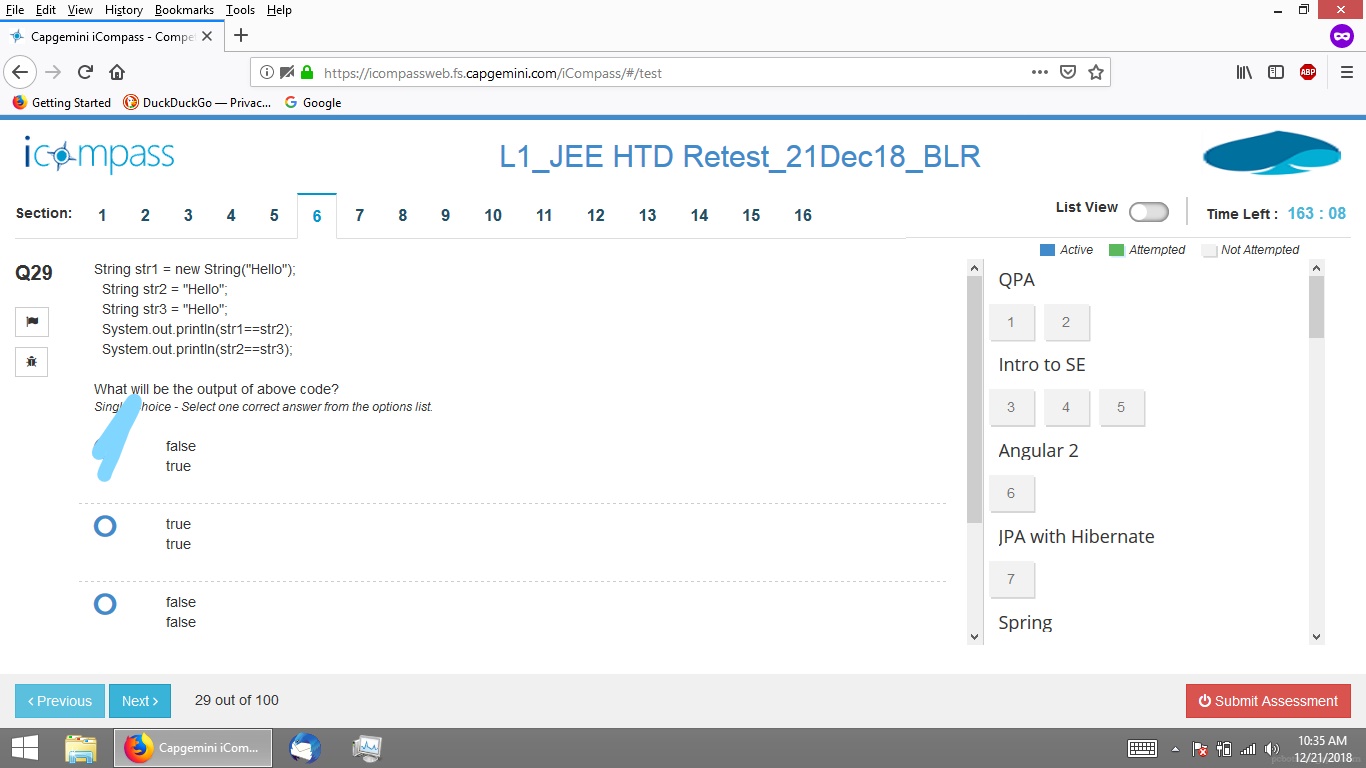 File Edit View History Bookmarks Tools Help
Capgemini iCompass - Compe
https://icompassweb.fs.capgemini.com/iCompass/#/test
ABP
Getting Started DuckDuckGo — Privac... Google
icompass
L1_JEE HTD Retest_21Dec18_BLR
Section: 1 2 3 4 5 6 7 8 9 10 11 12 13 14 15 16
List View
Time Left : 163 : 08
Active Attempted Not Attempted
Q29
String str1 = new String("Hello");
String str2 = "Hello";
String str3 = "Hello";
System.out.println(str1==str2);
System.out.println(str2==str3);
What will be the output of above code?
Single Choice - Select one correct answer from the options list.
false
true
true
true
false
false
QPA
1 2
Intro to SE
3 4 5
Angular 2
6
JPA with Hibernate
7
Spring
Previous Next 29 out of 100
Submit Assessment
Capgemini iCom...
10:35 AM
12/21/2018